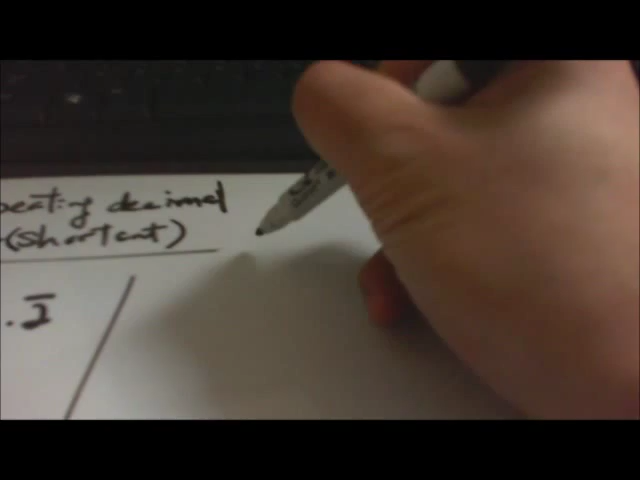 peating decimal
(shortcut)
.2̅